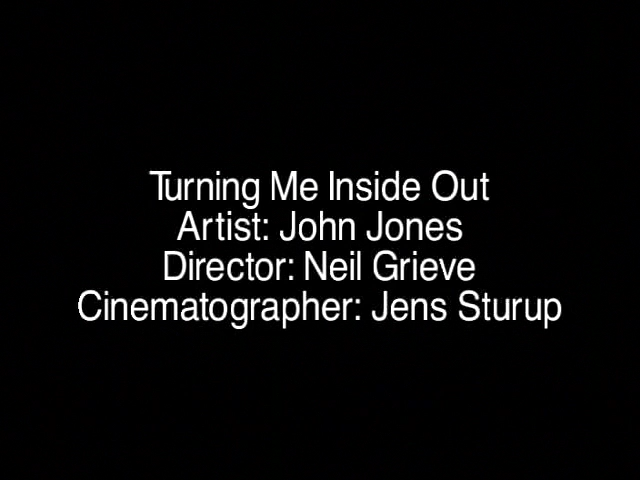 Turning Me Inside Out
Artist: John Jones
Director: Neil Grieve
Cinematographer: Jens Sturup